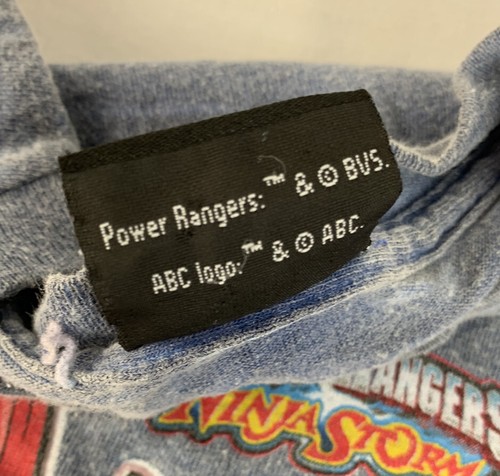 Power Rangers:™ & © BVS.
ABC logo:™ & © ABC.
RANGERS
NINJA STORM